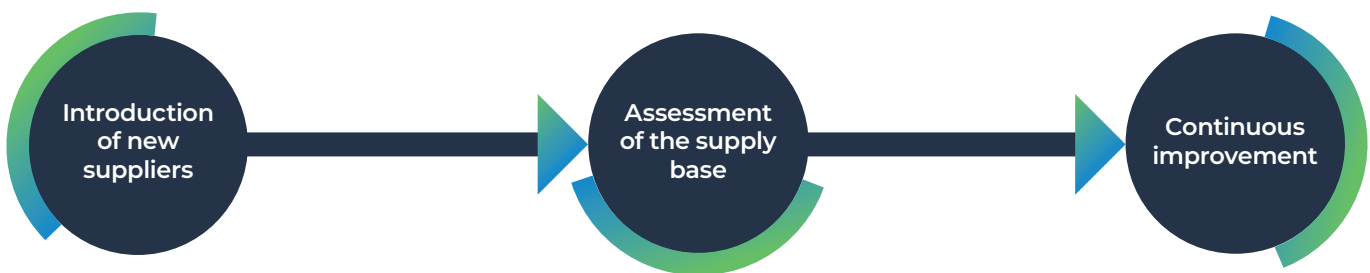 Introduction
of new
suppliers
Assessment
of the supply
base
Continuous
improvement